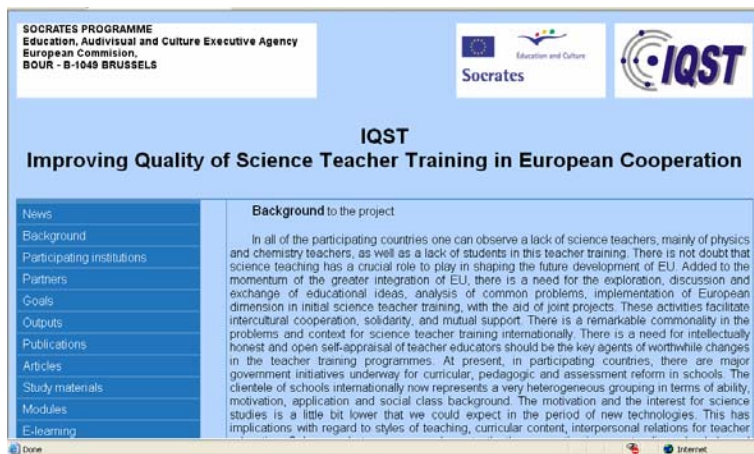 SOCRATES PROGRAMME
Education, Audivisual and Culture Executive Agency
European Commision,
BOUR - B-1049 BRUSSELS
Education and Culture
Socrates
IQST
IQST
Improving Quality of Science Teacher Training in European Cooperation
News
Background
Participating institutions
Partners
Goals
Outputs
Publications
Articles
Study materials
Modules
E-learning
Background to the project
In all of the participating countries one can observe a lack of science teachers, mainly of physics
and chemistry teachers, as well as a lack of students in this teacher training. There is not doubt that
science teaching has a crucial role to play in shaping the future development of EU. Added to the
momentum of the greater integration of EU, there is a need for the exploration, discussion and
exchange of educational ideas, analysis of common problems, implementation of European
dimension in initial science teacher training, with the aid of joint projects. These activities facilitate
intercultural cooperation, solidarity, and mutual support. There is a remarkable commonality in the
problems and context for science teacher training internationally. There is a need for intellectually
honest and open self-appraisal of teacher educators should be the key agents of worthwhile changes
in the teacher training programmes. At present, in participating countries, there are major
government initiatives underway for curricular, pedagogic and assessment reform in schools. The
clientele of schools internationally now represents a very heterogeneous grouping in terms of ability,
motivation, application and social class background. The motivation and the interest for science
studies is a little bit lower that we could expect in the period of new technologies. This has
implications with regard to styles of teaching, curricular content, interpersonal relations for teacher
Done
Internet